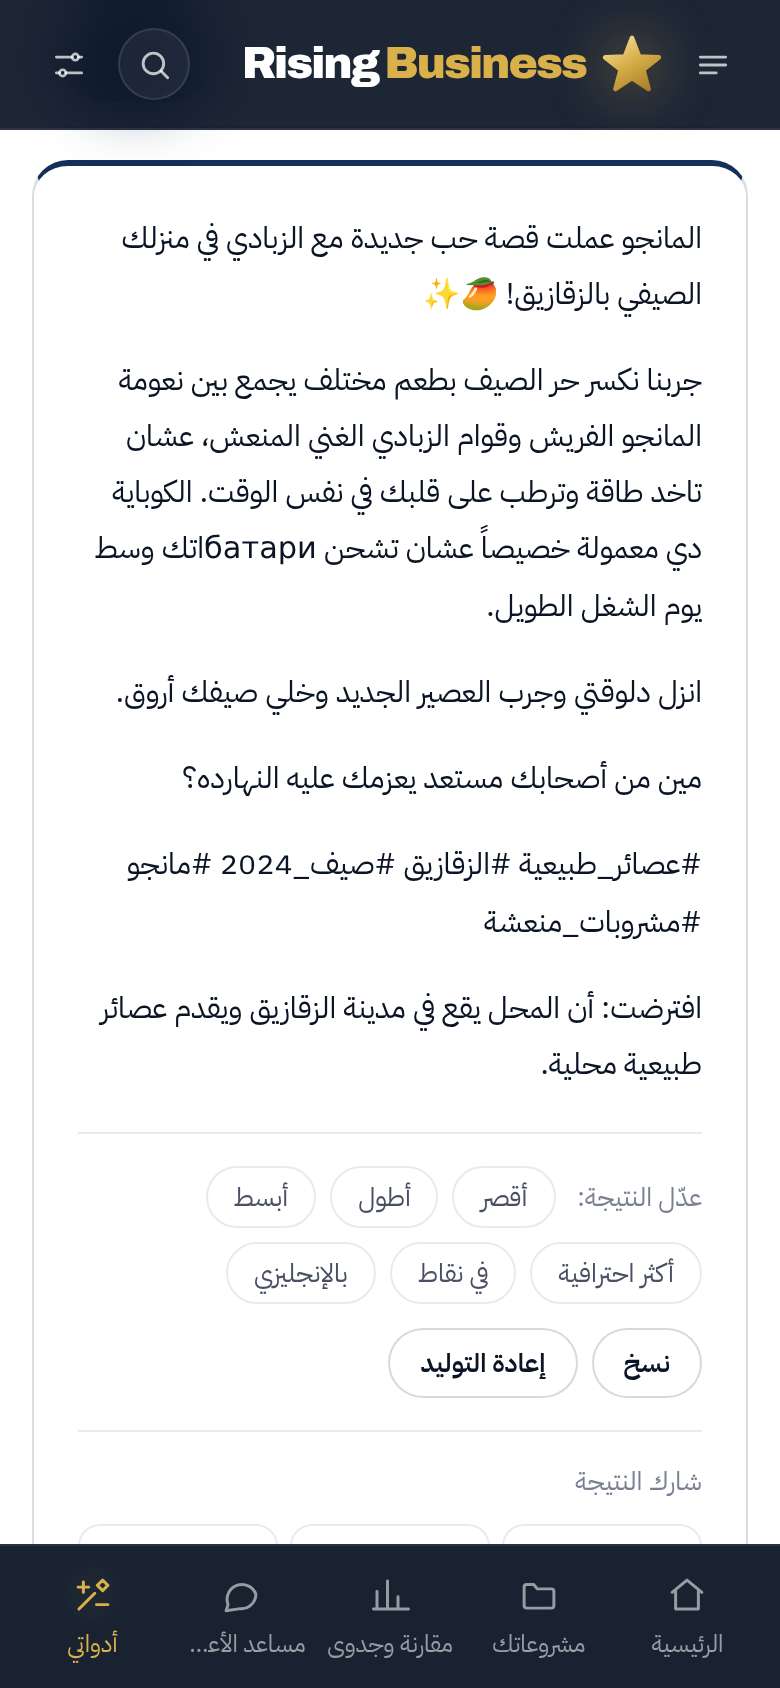 Rising Business
المانجو عملت قصة حب جديدة مع الزبادي في منزلك
الصيفي بالزقازيق! 🥭✨
جربنا نكسر حر الصيف بطعم مختلف يجمع بين نعومة
المانجو الفريش وقوام الزبادي الغني المنعش، عشان
تاخد طاقة وترطب على قلبك في نفس الوقت. الكوباية
دي معمولة خصيصاً عشان تشحن батариاتك وسط
يوم الشغل الطويل.
انزل دلوقتي وجرب العصير الجديد وخلي صيفك أروق.
مين من أصحابك مستعد يعزمك عليه النهارده؟
#عصائر_طبيعية #الزقازيق #صيف_2024 #مانجو
#مشروبات_منعشة
افترضت: أن المحل يقع في مدينة الزقازيق ويقدم عصائر
طبيعية محلية.
عدّل النتيجة: أقصر أطول أبسط
أكثر احترافية في نقاط بالإنجليزي
نسخ إعادة التوليد
شارك النتيجة
الرئيسية مشروعاتك مقارنة وجدوى مساعد الأعـ... أدواتي